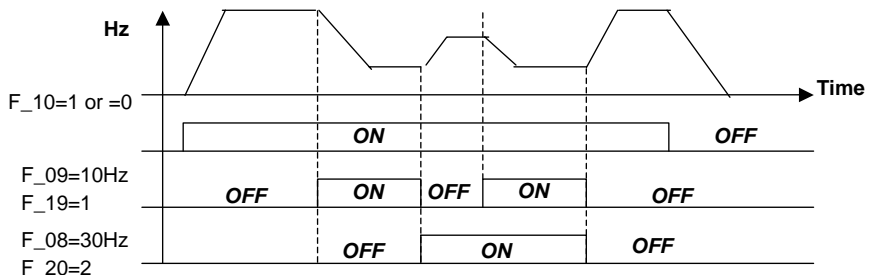 Hz
Time
F_10=1 or =0
ON OFF
F_09=10Hz
F_19=1
OFF ON OFF ON OFF
F_08=30Hz
F_20=2
OFF ON OFF